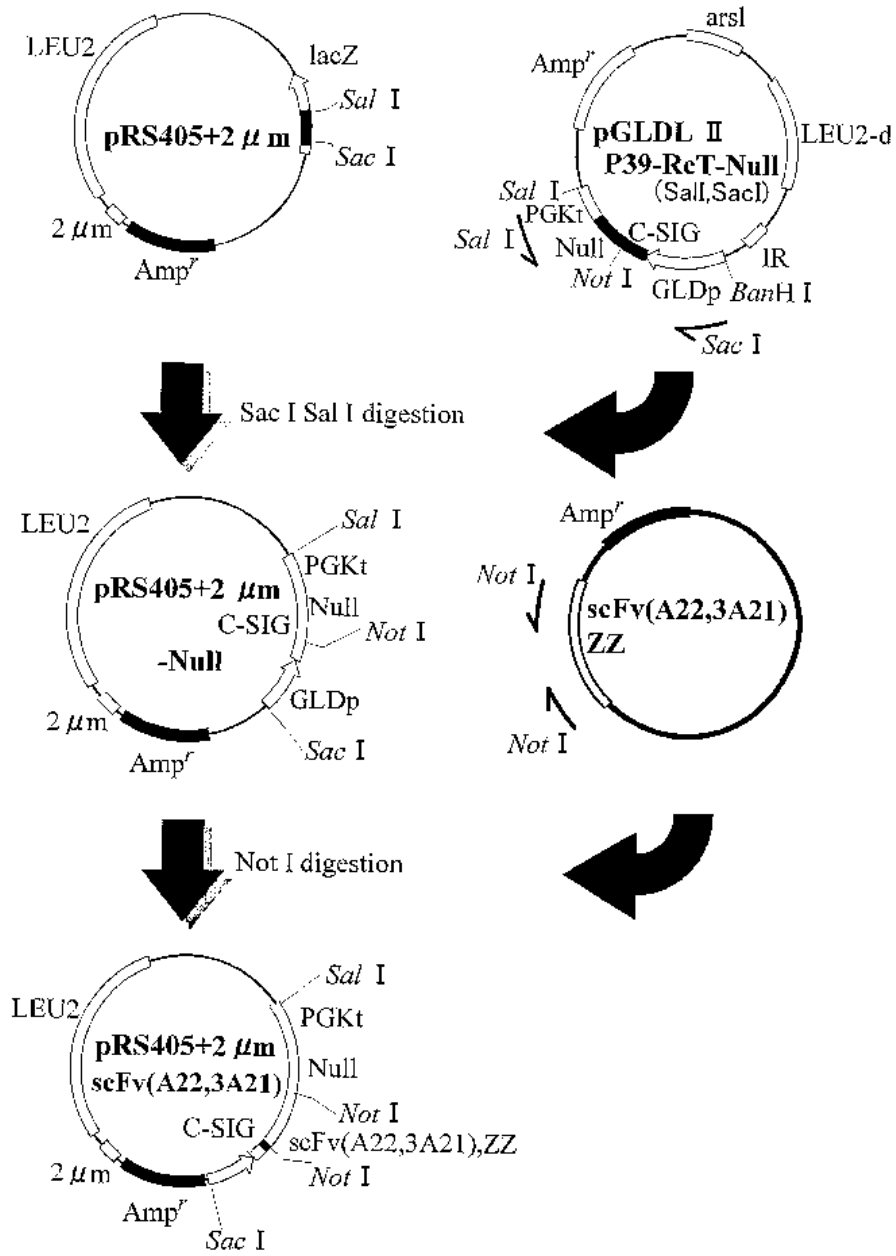 LEU2
lacZ
Sal I
pRS405+2 μm
Sac I
2 μm
Amp^r
arsI
Amp^r
pGLDL II
P39-RcT-Null
(SalI,SacI)
LEU2-d
Sal I
PGKt
Sal I
C-SIG
Null
Not I
IR
GLDp
BanH I
Sac I
Sac I Sal I digestion
LEU2
Sal I
PGKt
pRS405+2 μm
Null
C-SIG
Not I
-Null
GLDp
2 μm
Sac I
Amp^r
Amp^r
Not I
scFv(A22,3A21)
ZZ
Not I
Not I digestion
LEU2
Sal I
PGKt
pRS405+2 μm
Null
scFv(A22,3A21)
Not I
C-SIG
scFv(A22,3A21),ZZ
2 μm
Not I
Amp^r
Sac I